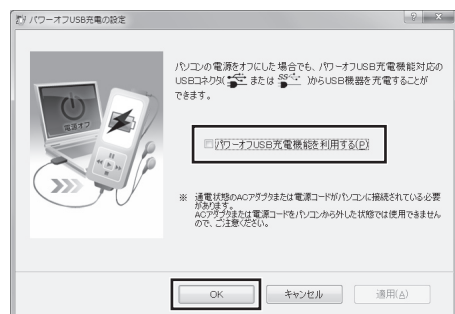 パワーオフUSB充電の設定
パソコンの電源をオフにした場合でも、パワーオフUSB充電機能対応の
USBコネクタ( または SS )からUSB機器を充電することが
できます。
電源オフ
パワーオフUSB充電機能を利用する(P)
※ 通電状態のACアダプタまたは電源コードがパソコンに接続されている必要
があります。
ACアダプタまたは電源コードをパソコンから外した状態では使用できません
ので、ご注意ください。
OK キャンセル 適用(A)